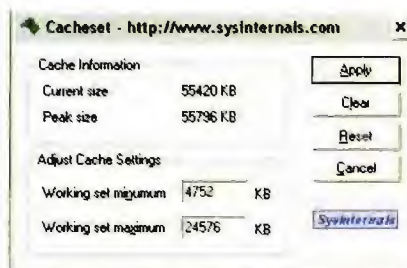 Cacheset - http://www.sysinternals.com x
Cache Information
Current size 55420 KB
Peak size 55796 KB
Adjust Cache Settings
Working set minimum 4752 KB
Working set maximum 24576 KB
Apply
Clear
Reset
Cancel
Sysinternals